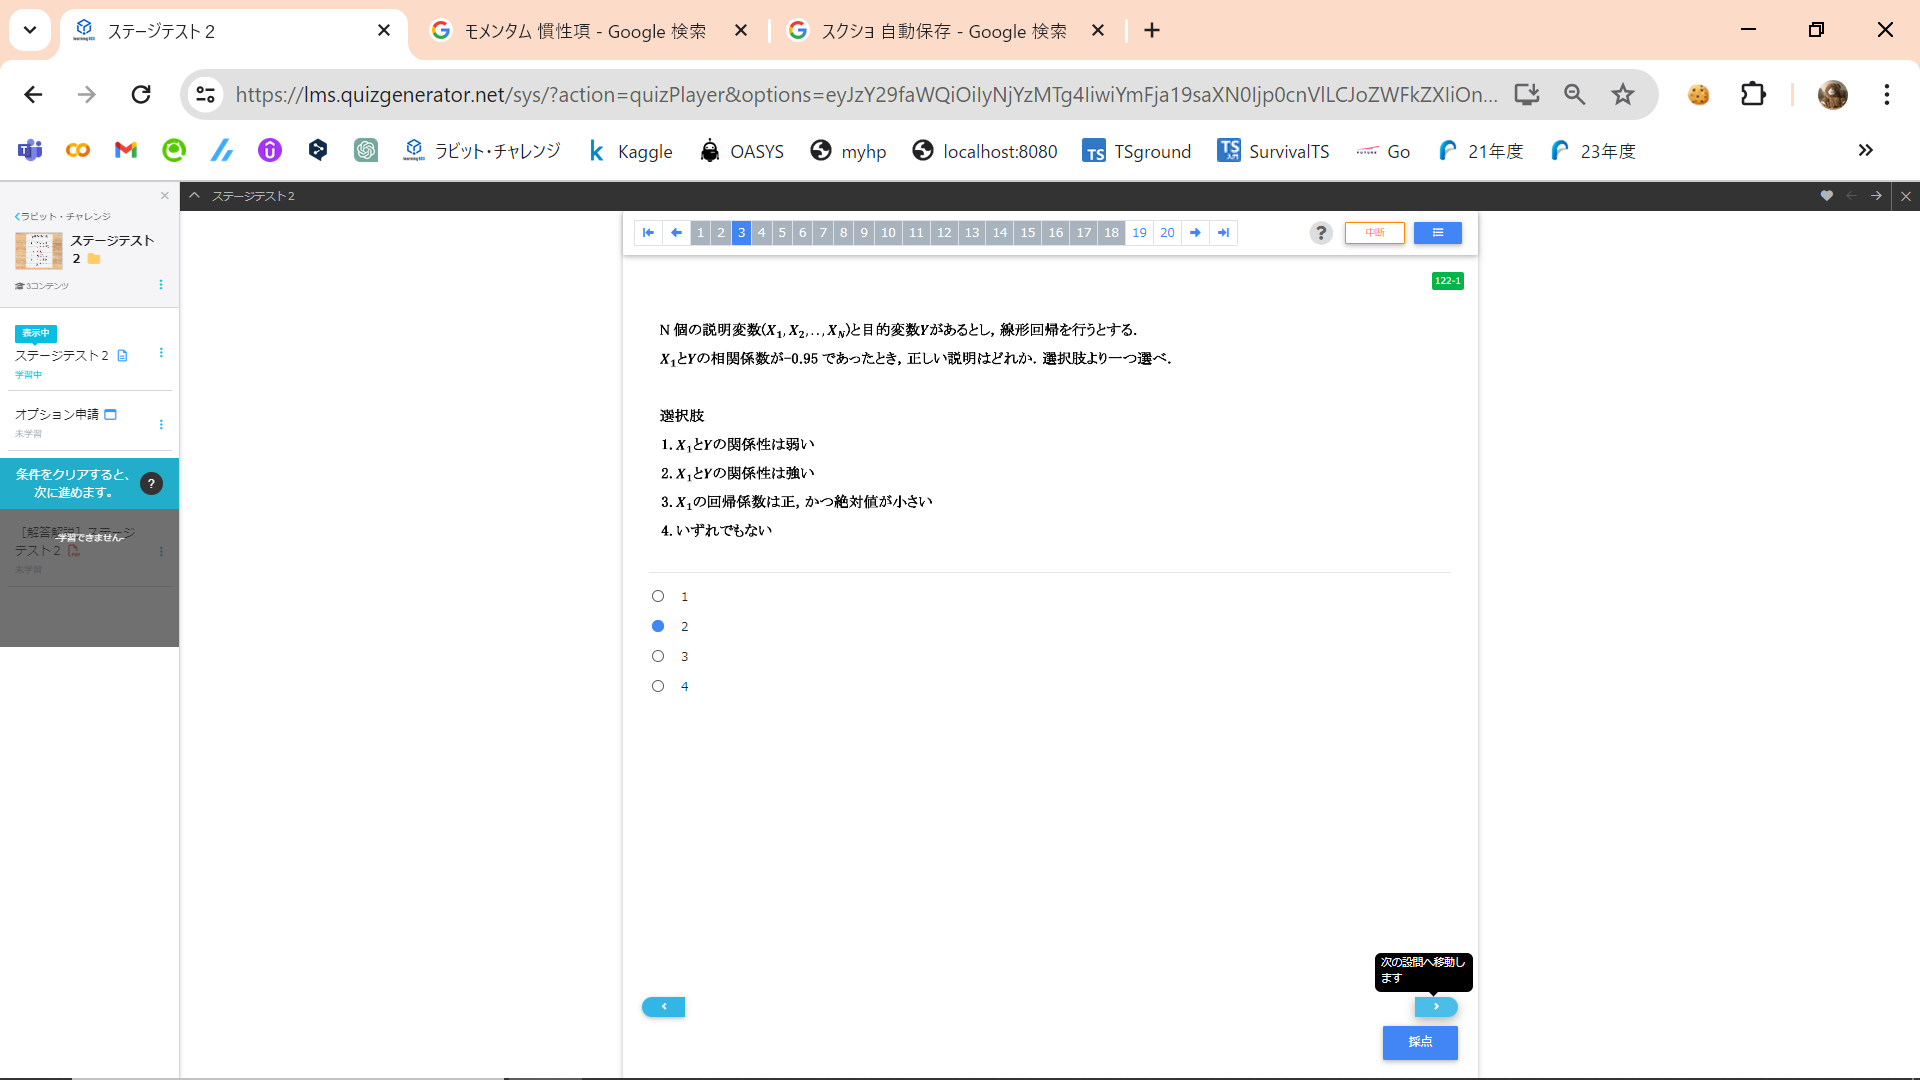 ステージテスト２
モメンタム 慣性項 - Google 検索
スクショ 自動保存 - Google 検索
https://lms.quizgenerator.net/sys/?action=quizPlayer&options=eyJzY29faWQiOiIyNjYzMTg4IiwiYmFja19saXN0Ijp0cnVlLCJoZWFkZXIiOn...
ラビット・チャレンジ
Kaggle
OASYS
myhp
localhost:8080
TSground
SurvivalTS
Go
21年度
23年度
ステージテスト２
ラビット・チャレンジ
ステージテスト
２
3コンテンツ
表示中
ステージテスト２
学習中
オプション申請
未学習
条件をクリアすると、
次に進めます。
?
［解答解説］ステージ
テスト２
-学習できません-
未学習
1 2 3 4 5 6 7 8 9 10 11 12 13 14 15 16 17 18 19 20
?
中断
122-1
N 個の説明変数(X₁, X₂, . . , X_N)と目的変数Yがあるとし, 線形回帰を行うとする.
X₁とYの相関係数が−0.95 であったとき, 正しい説明はどれか. 選択肢より一つ選べ.
選択肢
1. X₁とYの関係性は弱い
2. X₁とYの関係性は強い
3. X₁の回帰係数は正, かつ絶対値が小さい
4. いずれでもない
1
2
3
4
次の設問へ移動し
ます
採点